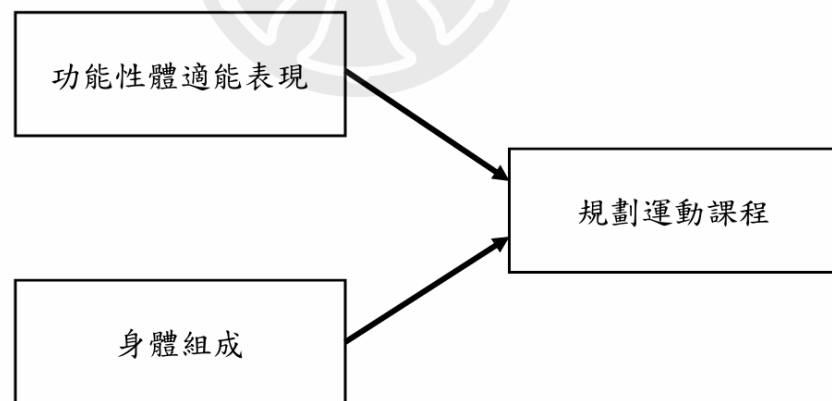 功能性體適能表現
規劃運動課程
身體組成